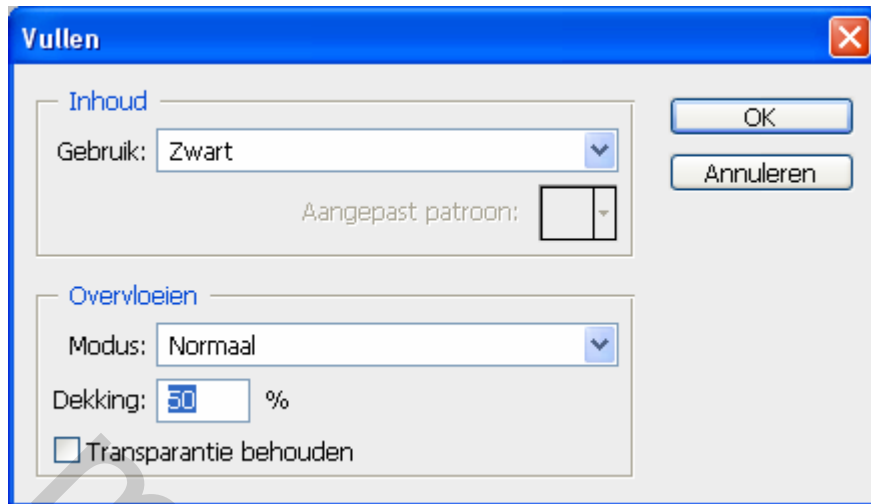 Vullen
Inhoud
OK
Gebruik: Zwart
Annuleren
Aangepast patroon:
Overvloeien
Modus: Normaal
Dekking: 50 %
Transparantie behouden